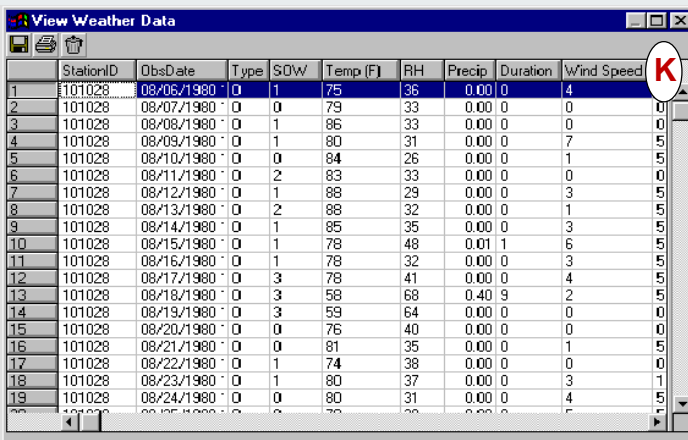 View Weather Data
StationID ObsDate Type SOW Temp (F) RH Precip Duration Wind Speed K
1 101028 08/06/1980 0 1 75 36 0.00 0 4
2 101028 08/07/1980 0 0 79 33 0.00 0 0 0
3 101028 08/08/1980 0 1 86 33 0.00 0 0 0
4 101028 08/09/1980 0 1 80 31 0.00 0 7 5
5 101028 08/10/1980 0 0 84 26 0.00 0 1 5
6 101028 08/11/1980 0 2 83 33 0.00 0 0 0
7 101028 08/12/1980 0 1 88 29 0.00 0 3 5
8 101028 08/13/1980 0 2 88 32 0.00 0 1 5
9 101028 08/14/1980 0 1 85 35 0.00 0 3 5
10 101028 08/15/1980 0 1 78 48 0.01 1 6 5
11 101028 08/16/1980 0 1 78 32 0.00 0 3 5
12 101028 08/17/1980 0 3 78 41 0.00 0 4 5
13 101028 08/18/1980 0 3 58 68 0.40 9 2 5
14 101028 08/19/1980 0 3 59 64 0.00 0 0 0
15 101028 08/20/1980 0 0 76 40 0.00 0 0 0
16 101028 08/21/1980 0 0 81 35 0.00 0 1 5
17 101028 08/22/1980 0 1 74 38 0.00 0 0 0
18 101028 08/23/1980 0 1 80 37 0.00 0 3 1
19 101028 08/24/1980 0 0 80 31 0.00 0 4 5